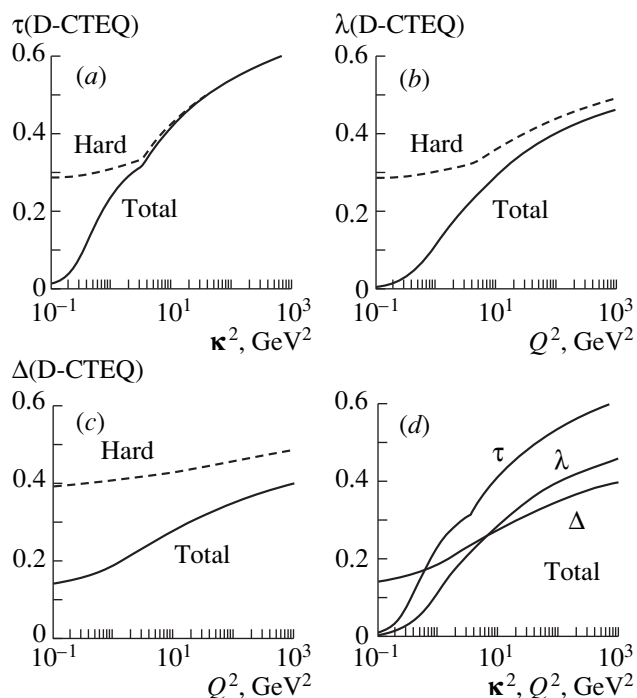 τ(D-CTEQ) λ(D-CTEQ)
0.6 (a) 0.6 (b)
0.4 Hard 0.4 Hard
0.2 Total 0.2 Total
0 0
10⁻¹ 10¹ 10³ 10⁻¹ 10¹ 10³
κ², GeV² Q², GeV²
Δ(D-CTEQ)
0.6 (c) 0.6 (d)
Hard τ
0.4 0.4 λ
Δ
0.2 Total 0.2 Total
0 0
10⁻¹ 10¹ 10³ 10⁻¹ 10¹ 10³
Q², GeV² κ², Q², GeV²